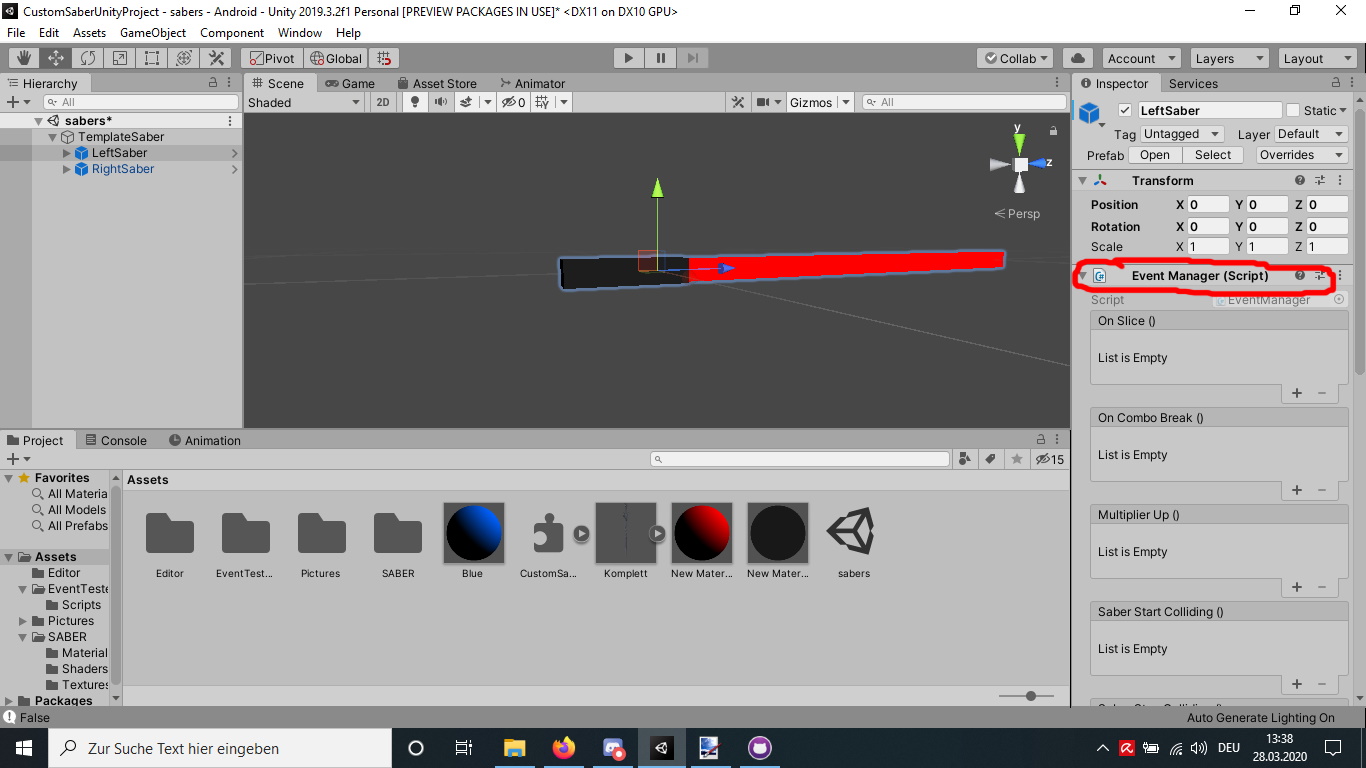 CustomSaberUnityProject - sabers - Android - Unity 2019.3.2f1 Personal [PREVIEW PACKAGES IN USE]* <DX11 on DX10 GPU>
File Edit Assets GameObject Component Window Help
Pivot Global Collab Account Layers Layout
Hierarchy
All
sabers*
TemplateSaber
LeftSaber
RightSaber
Scene Game Asset Store Animator
Shaded 2D 0 Gizmos All
y
z
Persp
Inspector Services
LeftSaber Static
Tag Untagged Layer Default
Prefab Open Select Overrides
Transform
Position X 0 Y 0 Z 0
Rotation X 0 Y 0 Z 0
Scale X 1 Y 1 Z 1
Event Manager (Script)
Script EventManager
On Slice ()
List is Empty
On Combo Break ()
List is Empty
Multiplier Up ()
List is Empty
Saber Start Colliding ()
List is Empty
Project Console Animation
15
Favorites
All Materia
All Models
All Prefabs
Assets
Editor
EventTeste
Scripts
Pictures
SABER
Material
Shaders
Textures
Packages
Assets
Editor EventTest... Pictures SABER Blue CustomSa... Komplett New Mater... New Mater... sabers
False
Auto Generate Lighting On
Zur Suche Text hier eingeben
DEU
13:38
28.03.2020